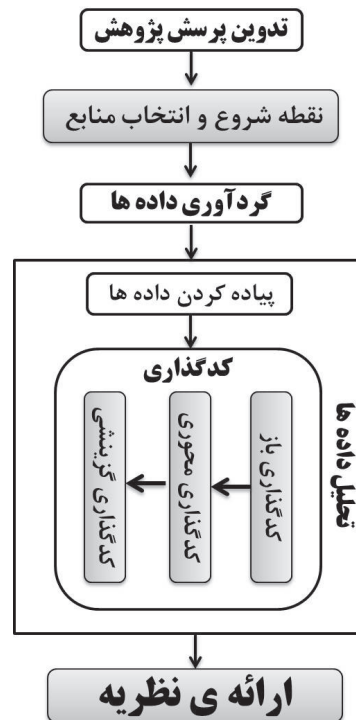 تدوین پرسش پژوهش
نقطه شروع و انتخاب منابع
گردآوری داده ها
پیاده کردن داده ها
کدگذاری
کدگذاری باز
کدگذاری محوری
کدگذاری گزینشی
تحلیل داده ها
ارائه ی نظریه